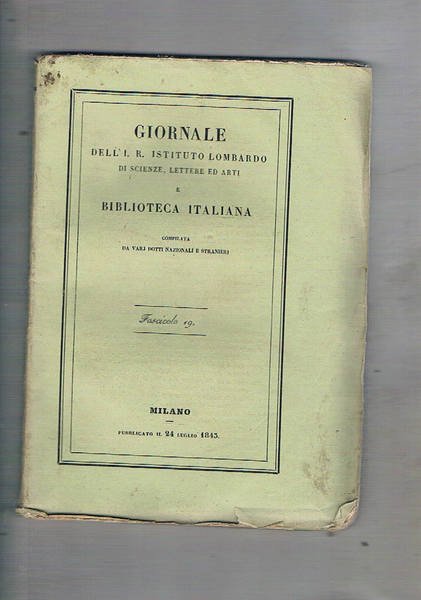 GIORNALE
DELL' I. R. ISTITUTO LOMBARDO
DI SCIENZE, LETTERE ED ARTI
E
BIBLIOTECA ITALIANA
COMPILATA
DA VARJ DOTTI NAZIONALI E STRANIERI
Fascicolo 19.
MILANO
PUBBLICATO IL 24 LUGLIO 1843.